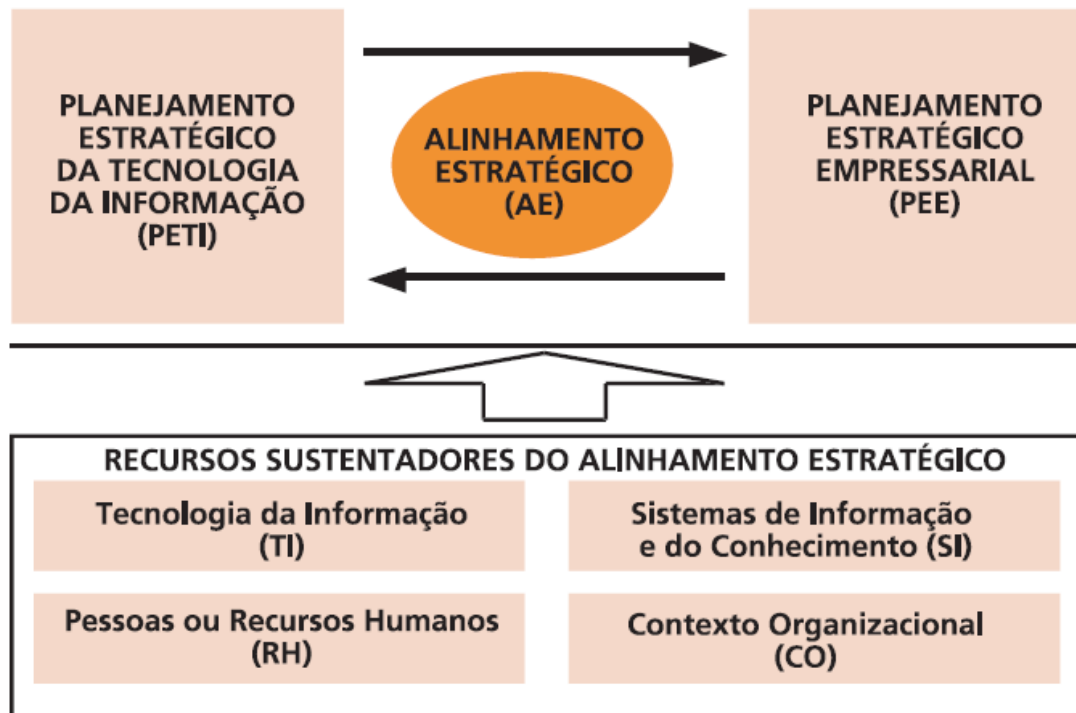 PLANEJAMENTO
ESTRATÉGICO
DA TECNOLOGIA
DA INFORMAÇÃO
(PETI)
ALINHAMENTO
ESTRATÉGICO
(AE)
PLANEJAMENTO
ESTRATÉGICO
EMPRESSARIAL
(PEE)
RECURSOS SUSTENTADORES DO ALINHAMENTO ESTRATÉGICO
Tecnologia da Informação
(TI)
Sistemas de Informação
e do Conhecimento (SI)
Pessoas ou Recursos Humanos
(RH)
Contexto Organizacional
(CO)